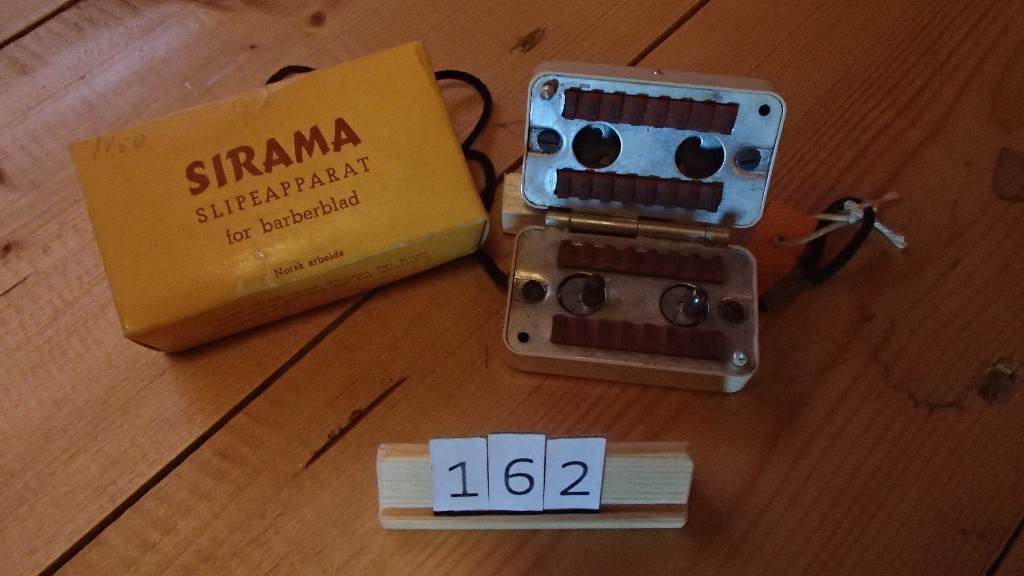 1950
SIRAMA
SLIPEAPPARAT
for barberblad
Norsk arbeide
162